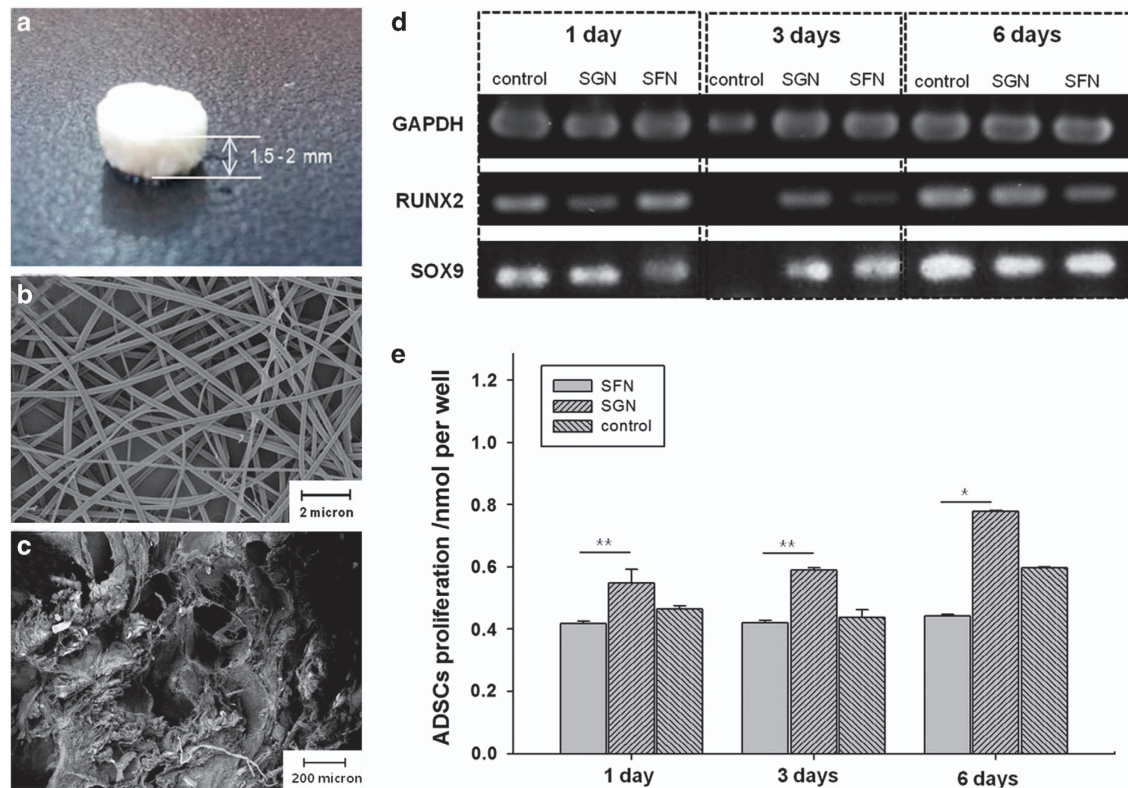 a
1.5 - 2 mm
b
2 micron
c
200 micron
d
1 day
3 days
6 days
control SGN SFN control SGN SFN control SGN SFN
GAPDH
RUNX2
SOX9
e
ADSCs proliferation /nmol per well
1.2
1.0
0.8
0.6
0.4
0.2
0.0
SFN
SGN
control
**
**
*
1 day
3 days
6 days